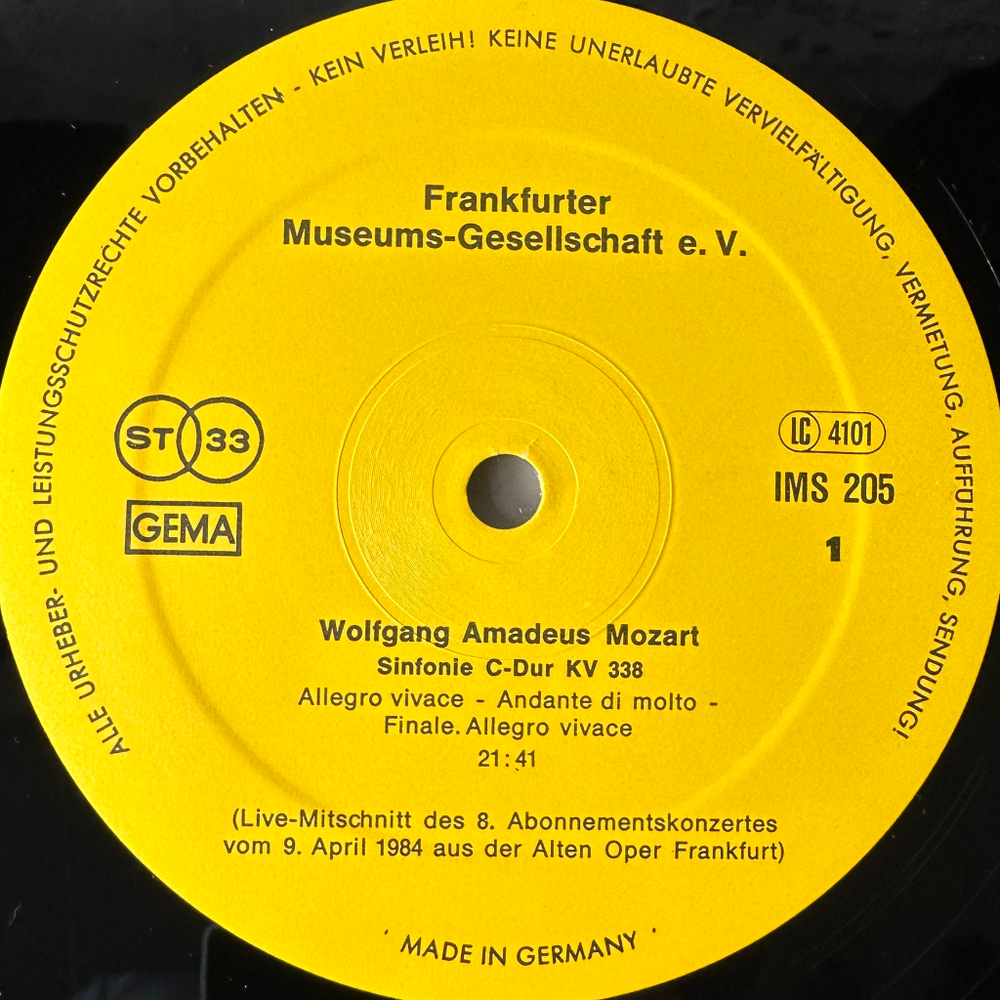 ALLE URHEBER- UND LEISTUNGSSCHUTZRECHTE VORBEHALTEN - KEIN VERLEIH! KEINE UNERLAUBTE VERVIELFÄLTIGUNG, VERMIETUNG, AUFFÜHRUNG, SENDUNG!
Frankfurter
Museums-Gesellschaft e. V.
ST 33
GEMA
LC 4101
IMS 205
1
Wolfgang Amadeus Mozart
Sinfonie C-Dur KV 338
Allegro vivace - Andante di molto -
Finale. Allegro vivace
21:41
(Live-Mitschnitt des 8. Abonnementskonzertes
vom 9. April 1984 aus der Alten Oper Frankfurt)
MADE IN GERMANY